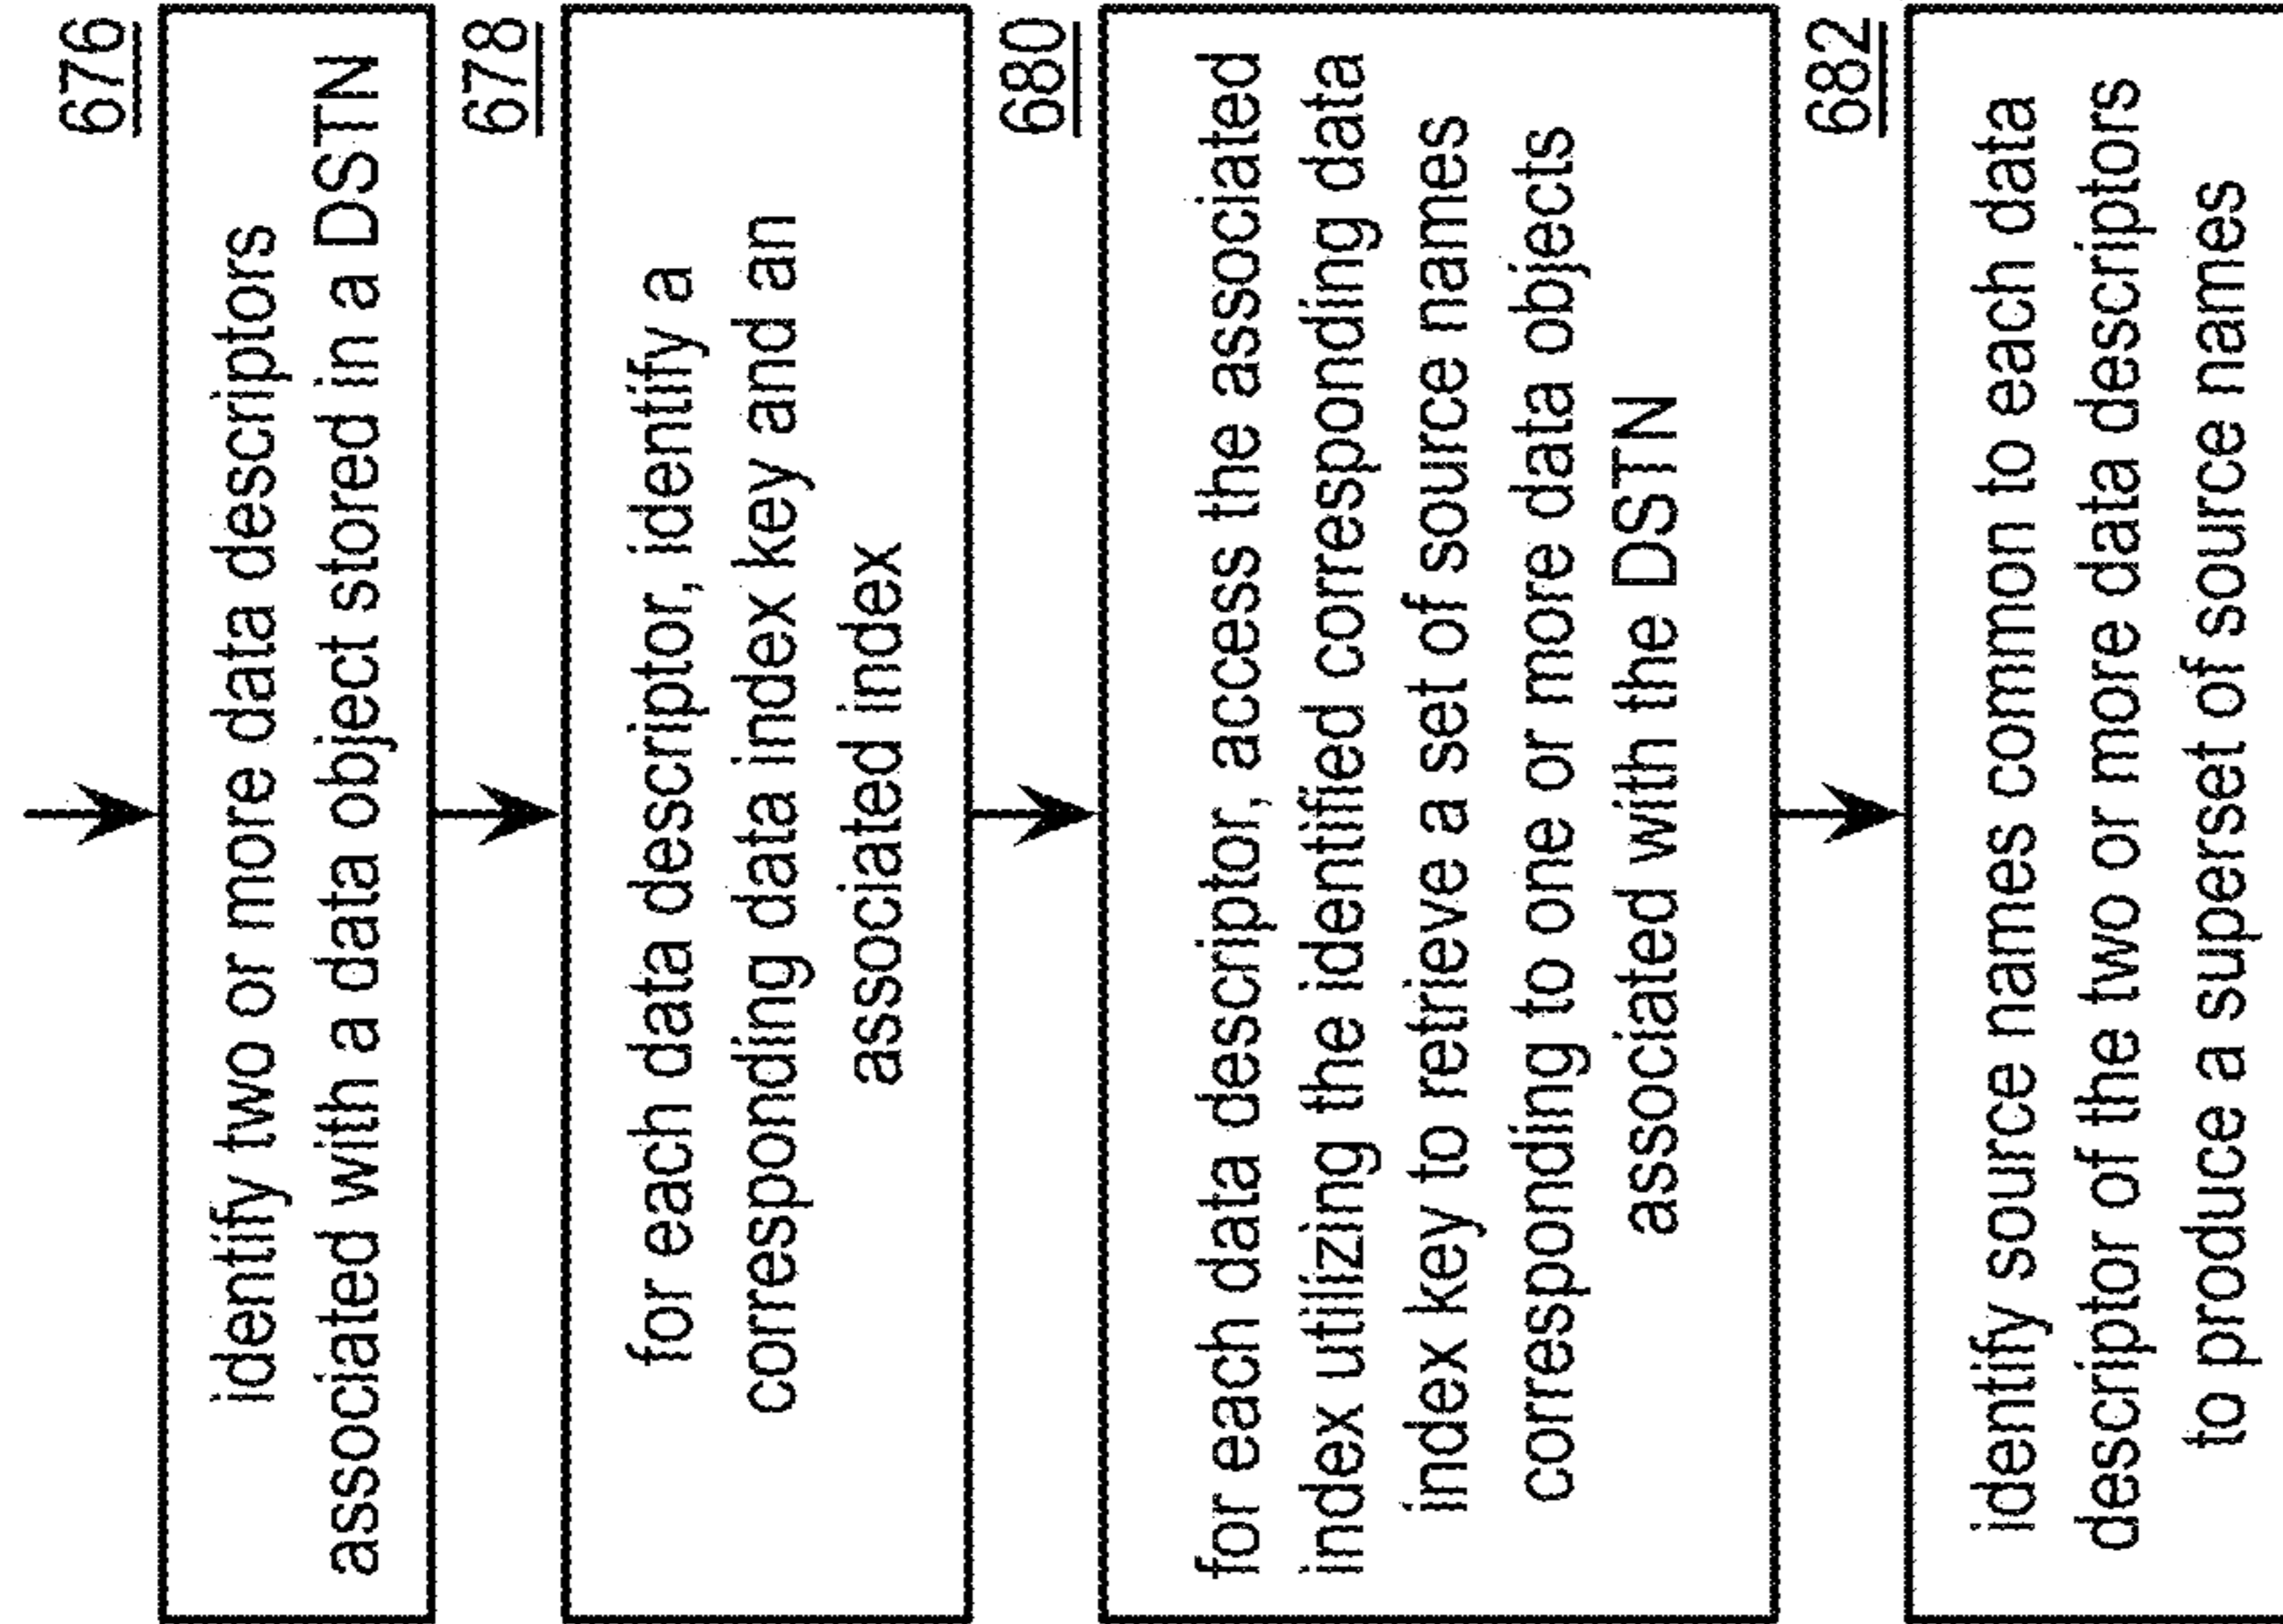 676
identify two or more data descriptors
associated with a data object stored in a DSTN
678
for each data descriptor, identify a
corresponding data index key and an
associated index
680
for each data descriptor, access the associated
index utilizing the identified corresponding data
index key to retrieve a set of source names
corresponding to one or more data objects
associated with the DSTN
682
identify source names common to each data
descriptor of the two or more data descriptors
to produce a superset of source names